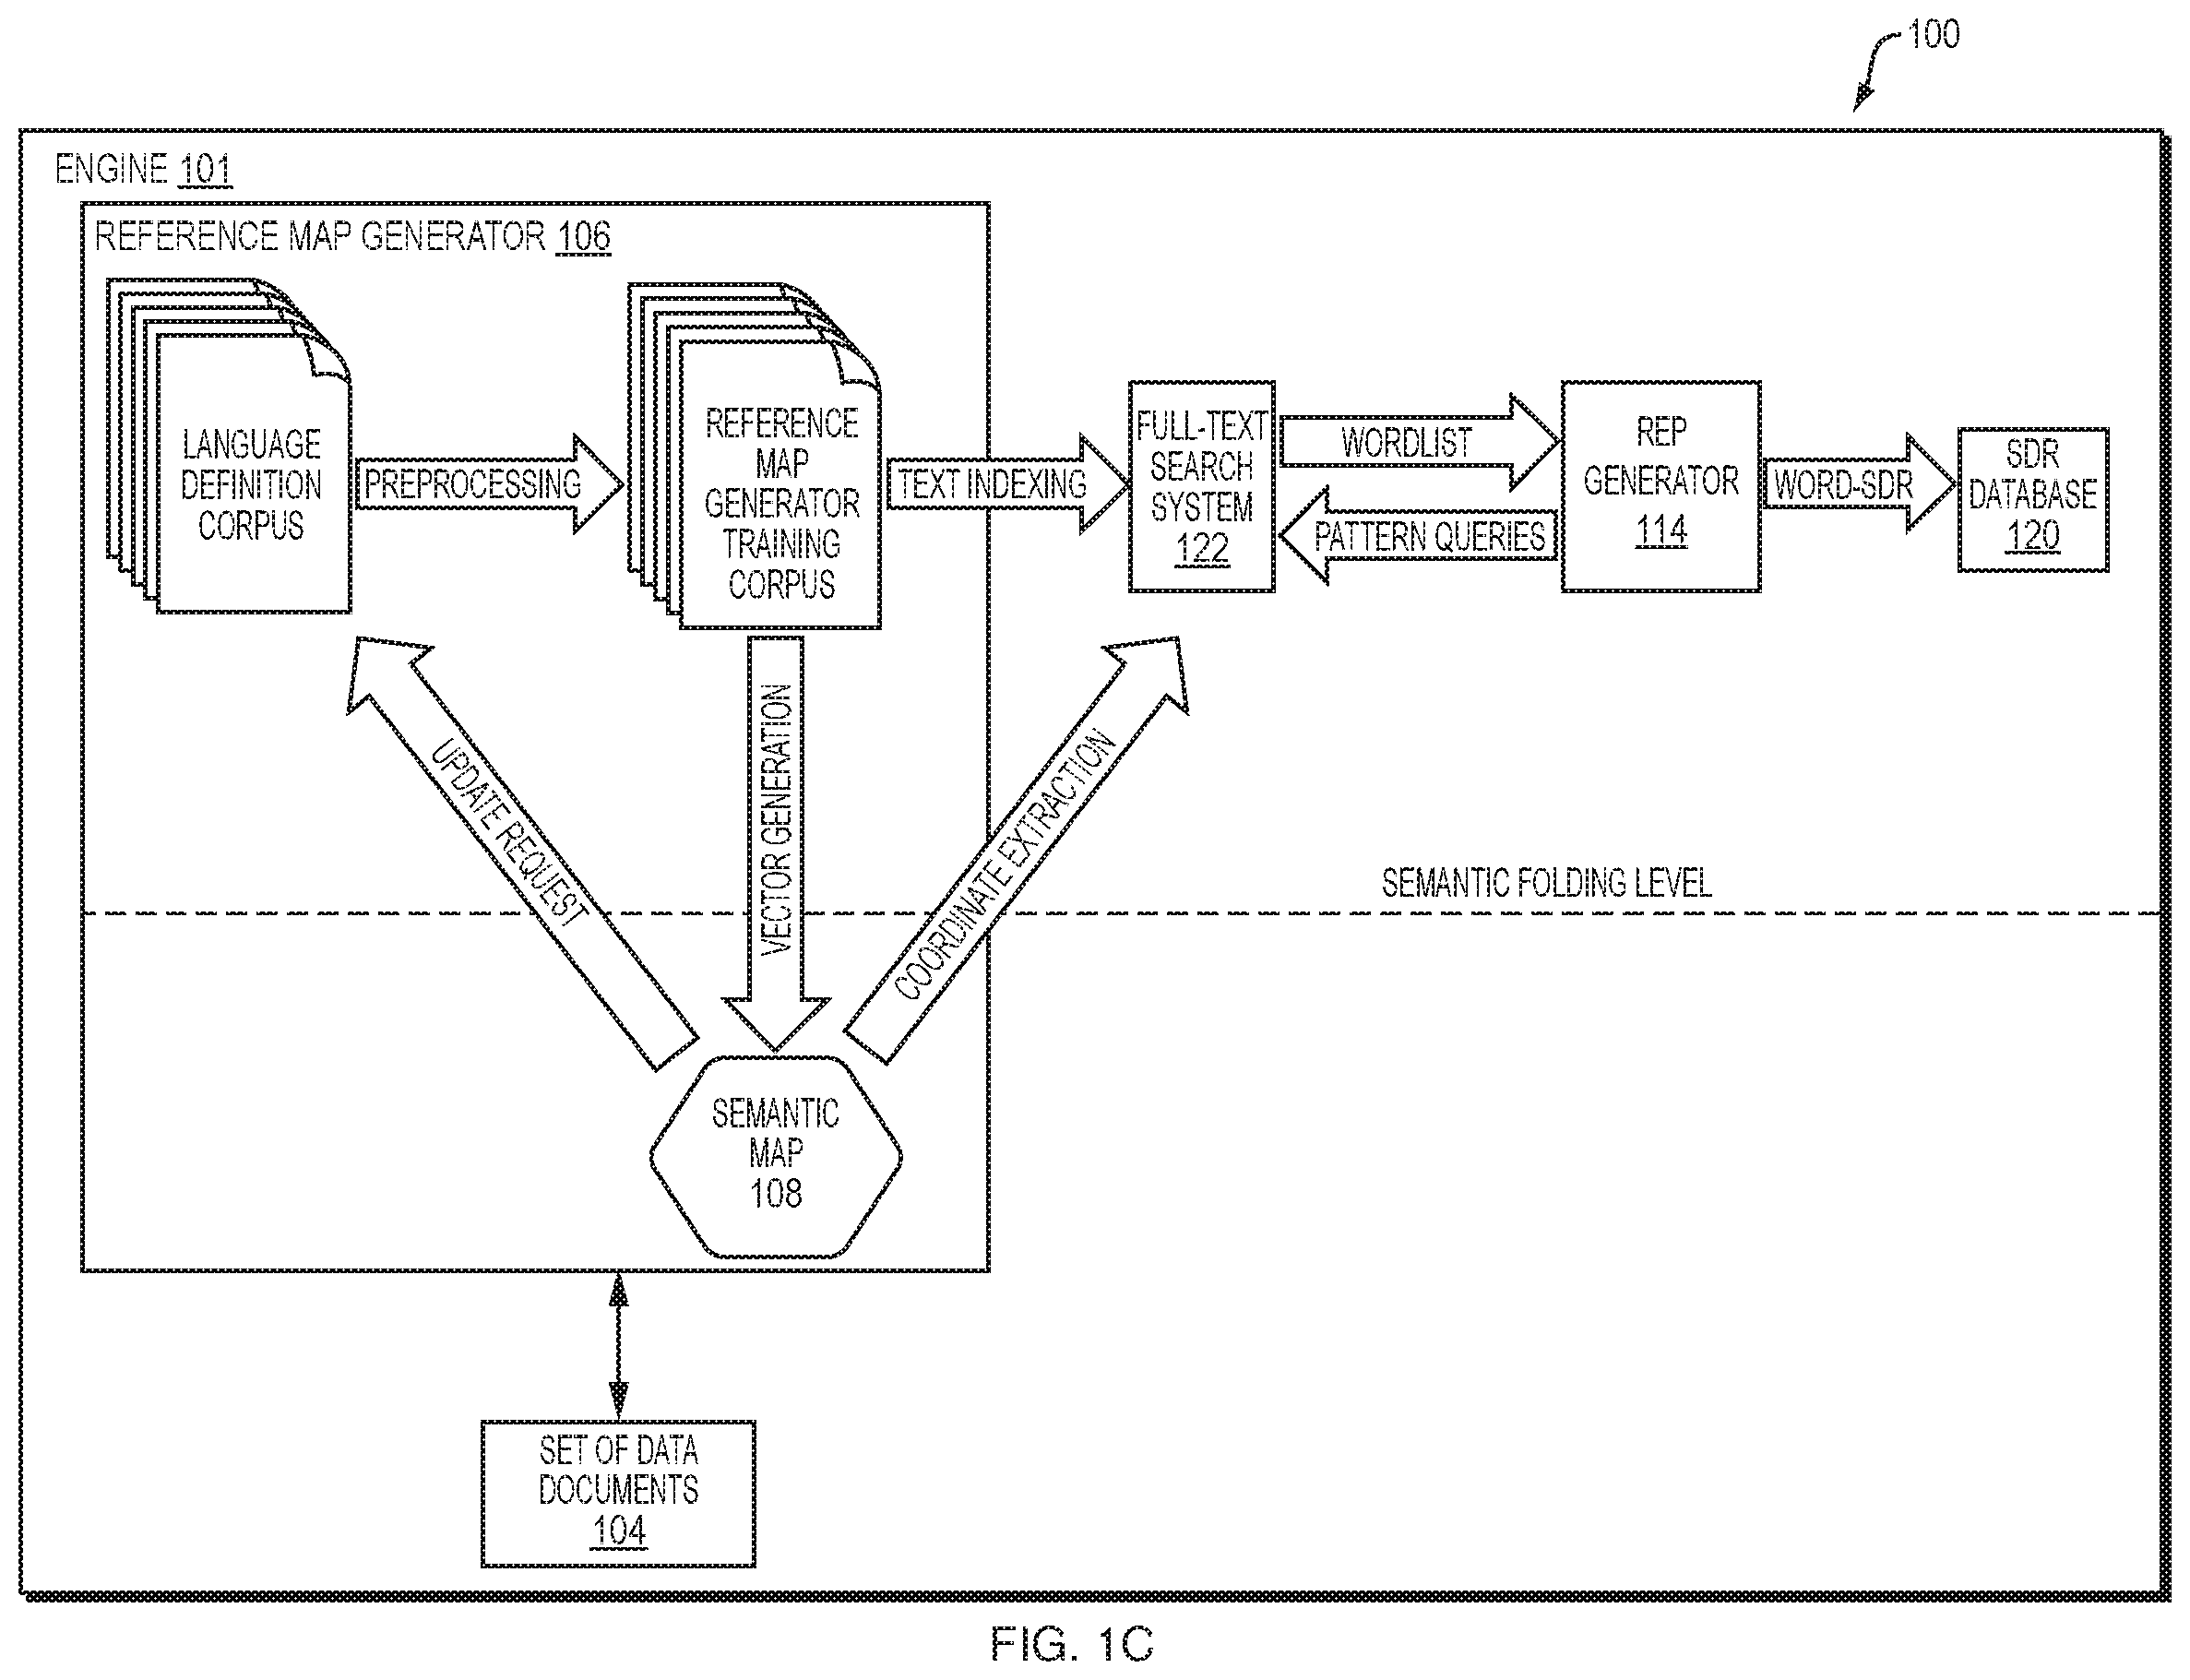 100
ENGINE 101
REFERENCE MAP GENERATOR 106
LANGUAGE
DEFINITION
CORPUS
PREPROCESSING
REFERENCE
MAP
GENERATOR
TRAINING
CORPUS
TEXT INDEXING
FULL-TEXT
SEARCH
SYSTEM
122
WORDLIST
PATTERN QUERIES
REP
GENERATOR
114
WORD-SDR
SDR
DATABASE
120
UPDATE REQUEST
VECTOR GENERATION
COORDINATE EXTRACTION
SEMANTIC FOLDING LEVEL
SEMANTIC
MAP
108
SET OF DATA
DOCUMENTS
104
FIG. 1C